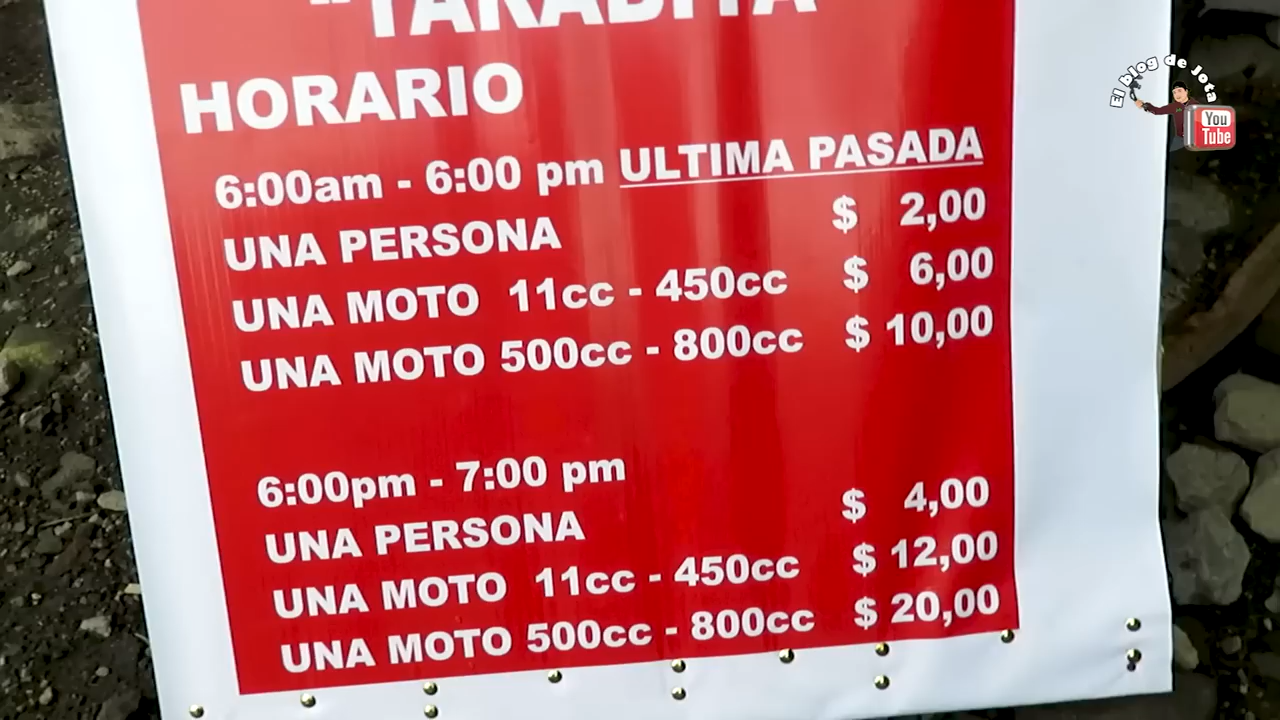 "TARABITA
HORARIO
6:00am - 6:00 pm ULTIMA PASADA
UNA PERSONA $ 2,00
UNA MOTO 11cc - 450cc $ 6,00
UNA MOTO 500cc - 800cc $ 10,00
6:00pm - 7:00 pm
UNA PERSONA $ 4,00
UNA MOTO 11cc - 450cc $ 12,00
UNA MOTO 500cc - 800cc $ 20,00
El blog de Jota
You
Tube